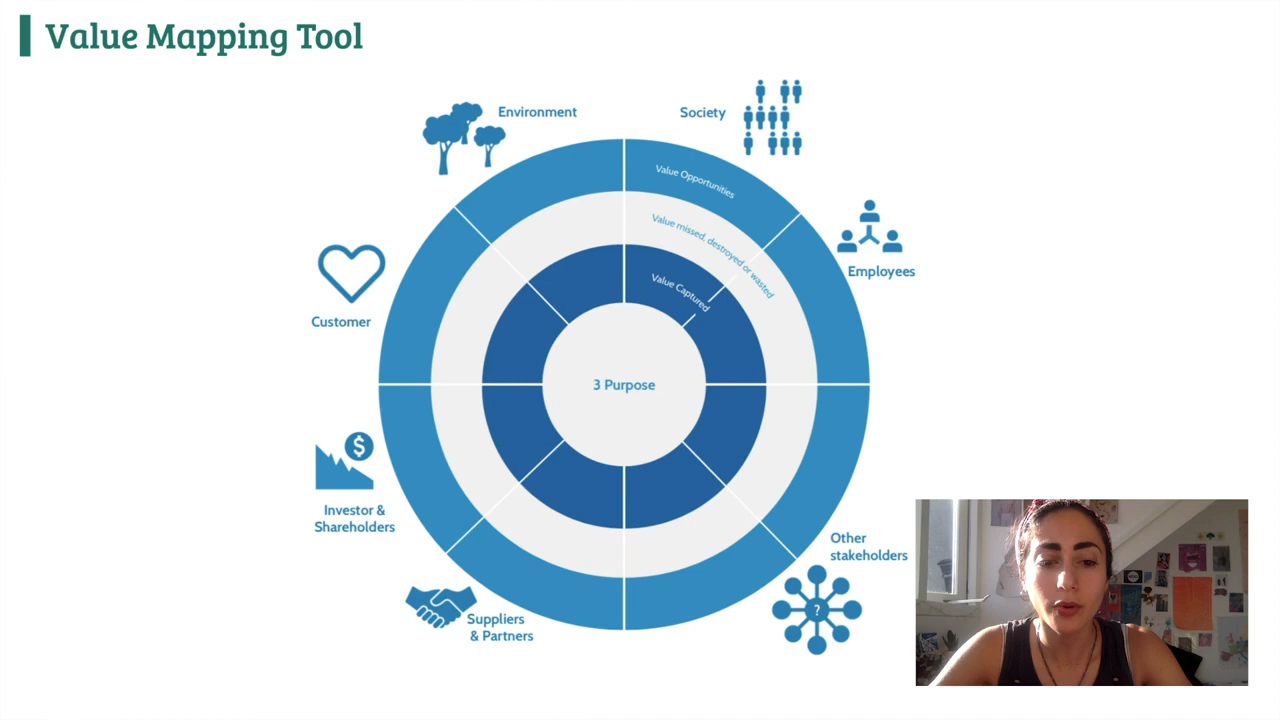 Value Mapping Tool
Environment
Society
Value Opportunities
Value missed, destroyed or wasted
Value Captured
Employees
Customer
3 Purpose
$
Investor &
Shareholders
Other
stakeholders
?
Suppliers
& Partners